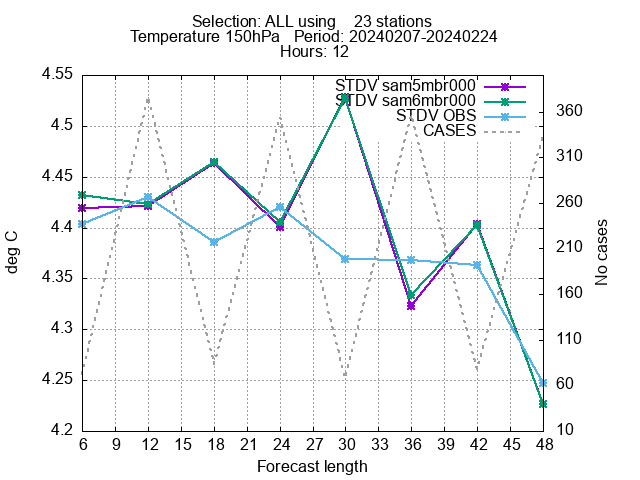 Selection: ALL using    23 stations
Temperature 150hPa   Period: 20240207-20240224
Hours: 12
STDV sam5mbr000
STDV sam6mbr000
STDV OBS
CASES
4.55
4.5
4.45
4.4
4.35
4.3
4.25
4.2
deg C
360
310
260
210
160
110
60
10
No cases
6 9 12 15 18 21 24 27 30 33 36 39 42 45 48
Forecast length